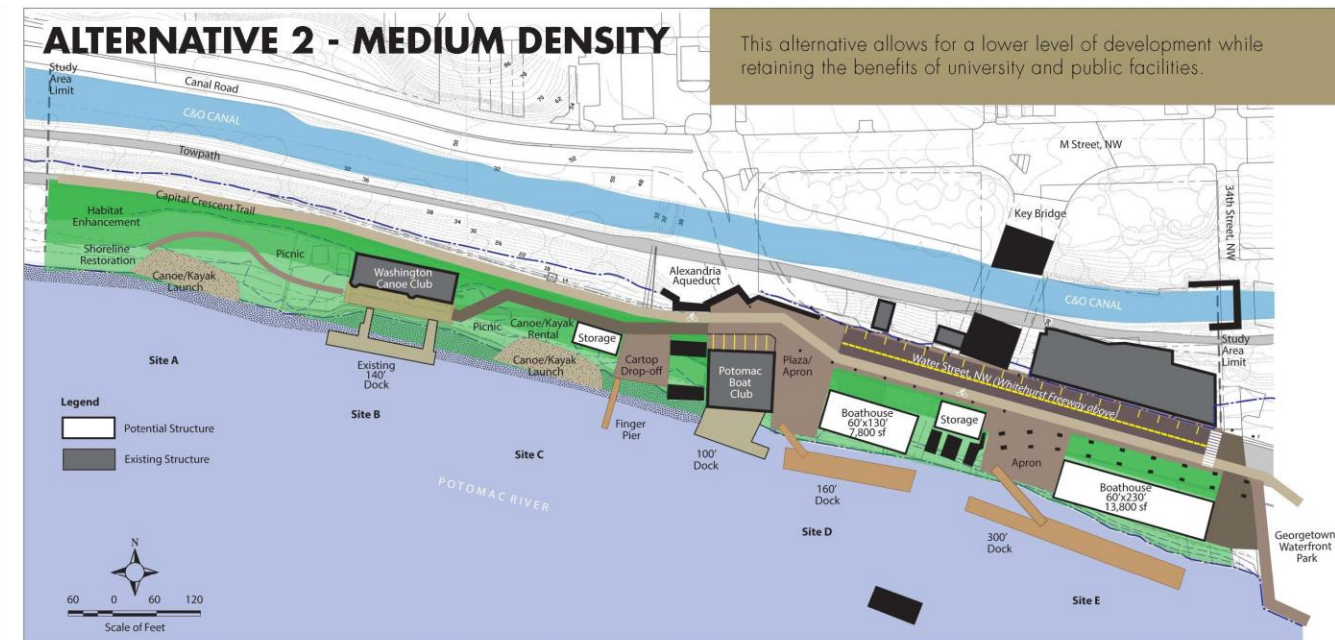 ALTERNATIVE 2 - MEDIUM DENSITY
This alternative allows for a lower level of development while
retaining the benefits of university and public facilities.
Study
Area
Limit
Canal Road
C&O CANAL
Towpath
M Street, NW
34th Street, NW
Key Bridge
Capital Crescent Trail
Habitat
Enhancement
Shoreline
Restoration
Picnic
Canoe/Kayak
Launch
Washington
Canoe Club
Alexandria
Aqueduct
C&O CANAL
Study
Area
Limit
Picnic
Canoe/Kayak
Rental
Storage
Canoe/Kayak
Launch
Cartop
Drop-off
Potomac
Boat
Club
Plaza/
Apron
Water Street, NW (Whitehurst Freeway above)
Boathouse
60'x130'
7,800 sf
Storage
Apron
Boathouse
60'x230'
13,800 sf
Site A
Existing
140'
Dock
Site B
Site C
Finger
Pier
100'
Dock
160'
Dock
Site D
300'
Dock
Site E
Georgetown
Waterfront
Park
POTOMAC RIVER
Legend
Potential Structure
Existing Structure
N
60 0 60 120
Scale of Feet